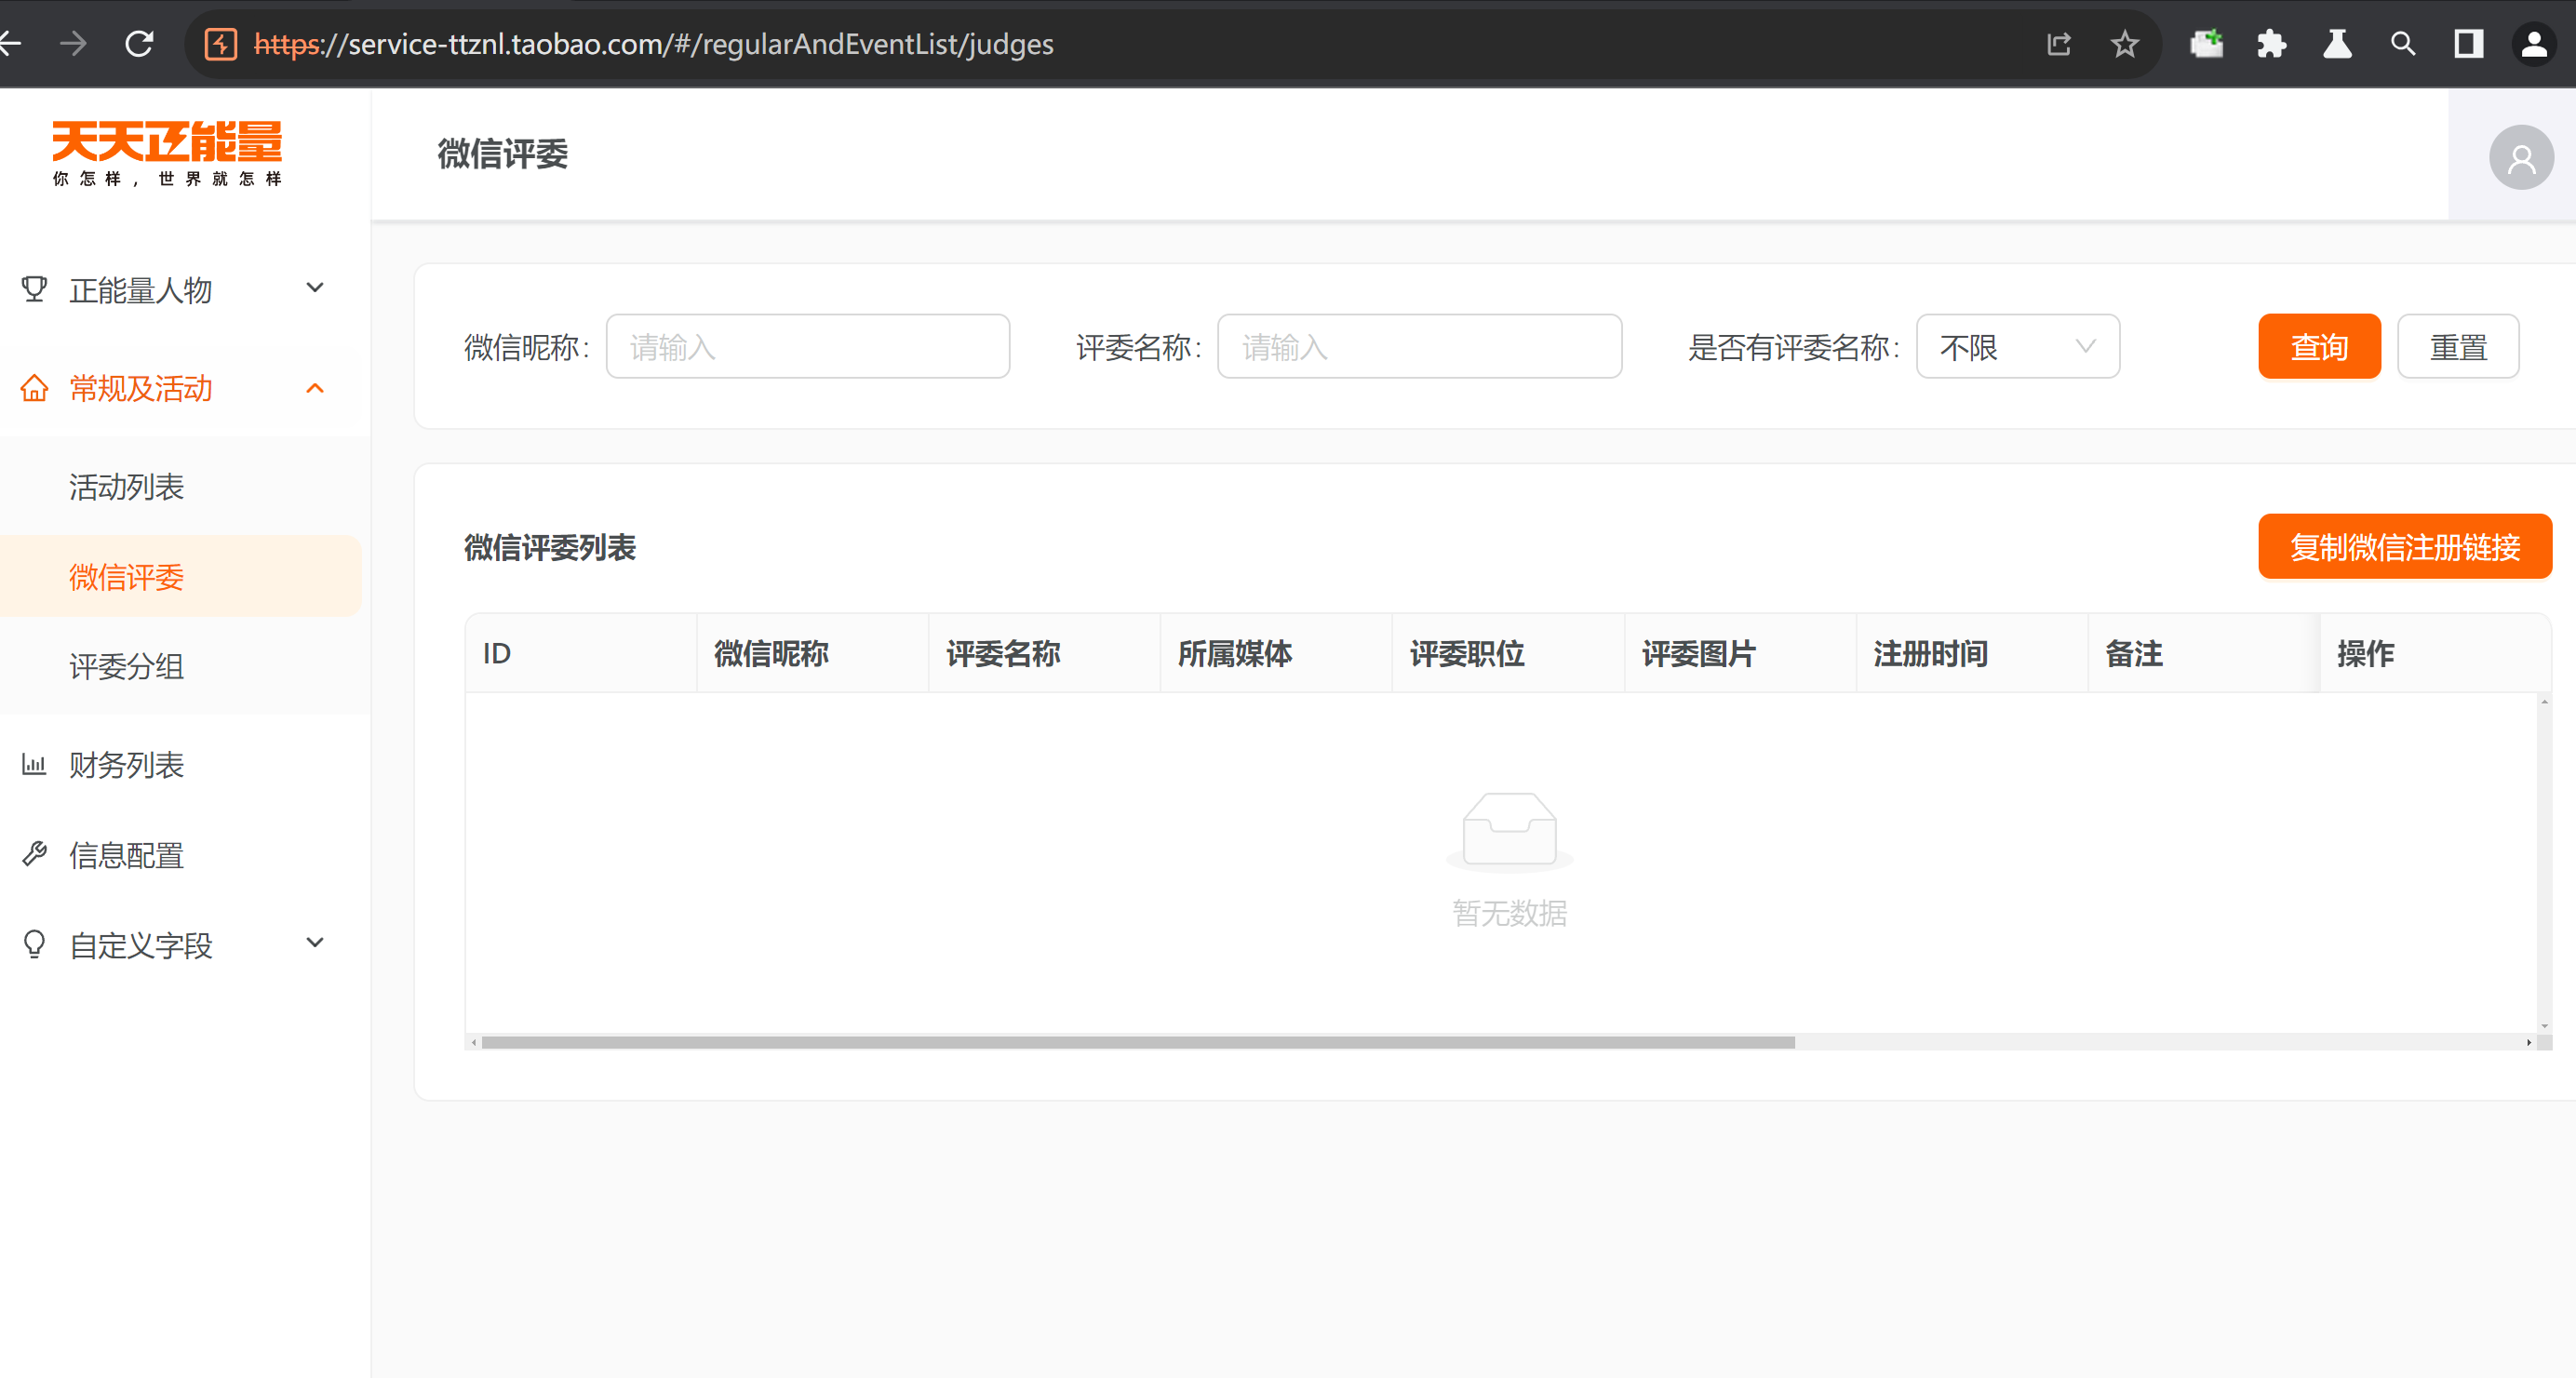 https://service-ttznl.taobao.com/#/regularAndEventList/judges
天天正能量
你怎样，世界就怎样
微信评委
正能量人物
常规及活动
活动列表
微信评委
评委分组
财务列表
信息配置
自定义字段
微信昵称: 请输入 评委名称: 请输入 是否有评委名称: 不限 查询 重置
微信评委列表 复制微信注册链接
ID 微信昵称 评委名称 所属媒体 评委职位 评委图片 注册时间 备注 操作
暂无数据